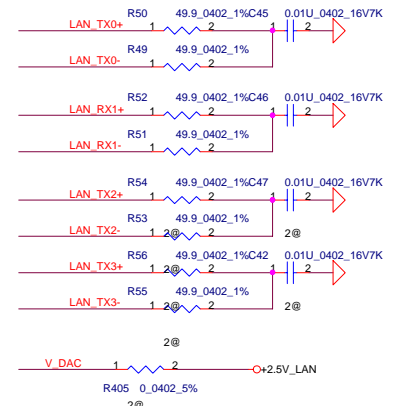 R50 49.9_0402_1%C45 0.01U_0402_16V7K
LAN_TX0+ 1 2 1 2
R49 49.9_0402_1%
LAN_TX0- 1 2
R52 49.9_0402_1%C46 0.01U_0402_16V7K
LAN_RX1+ 1 2 1 2
R51 49.9_0402_1%
LAN_RX1- 1 2
R54 49.9_0402_1%C47 0.01U_0402_16V7K
LAN_TX2+ 1 2 1 2
R53 49.9_0402_1%
LAN_TX2- 1 2 2@
R56 2@ 49.9_0402_1%C42 0.01U_0402_16V7K
LAN_TX3+ 1 2 1 2
R55 2@ 49.9_0402_1%
LAN_TX3- 1 2 2@
2@
V_DAC 1 2 +2.5V_LAN
R405 0_0402_5%
2@